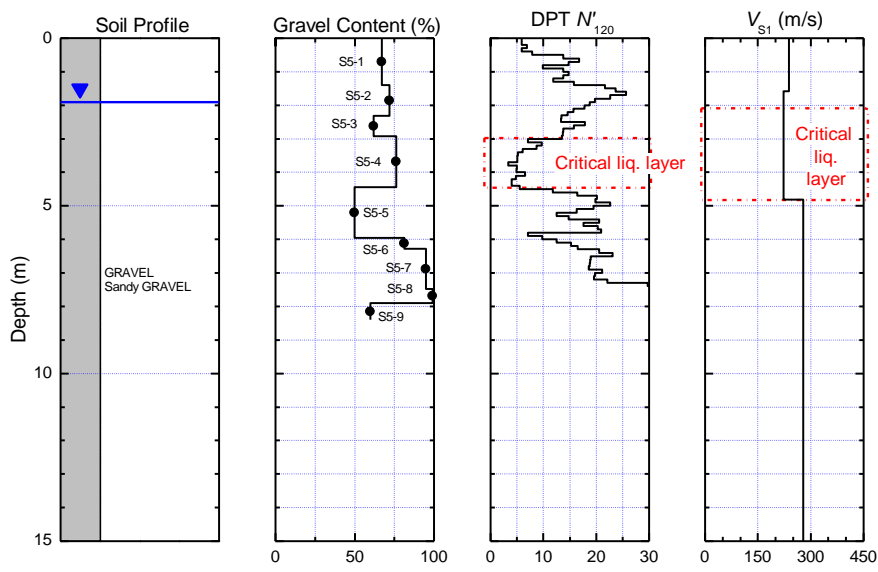 Soil Profile
Gravel Content (%)
DPT N'120
VS1 (m/s)
0
5
10
15
Depth (m)
GRAVEL
Sandy GRAVEL
S5-1
S5-2
S5-3
S5-4
S5-5
S5-6
S5-7
S5-8
S5-9
Critical liq. layer
Critical
liq.
layer
0 50 100
0 10 20 30
0 150 300 450